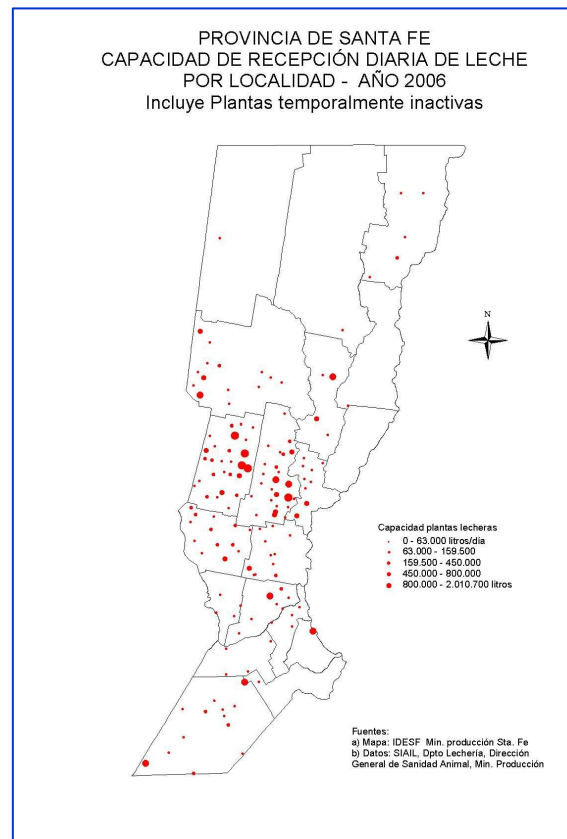 PROVINCIA DE SANTA FE
CAPACIDAD DE RECEPCIÓN DIARIA DE LECHE
POR LOCALIDAD - AÑO 2006
Incluye Plantas temporalmente inactivas
N
Capacidad plantas lecheras
0 - 63.000 litros/dia
63.000 - 159.500
159.500 - 450.000
450.000 - 800.000
800.000 - 2.010.700 litros
Fuentes:
a) Mapa: IDESF Min. producción Sta. Fe
b) Datos: SIAIL, Dpto Lechería, Dirección
General de Sanidad Animal, Min. Producción